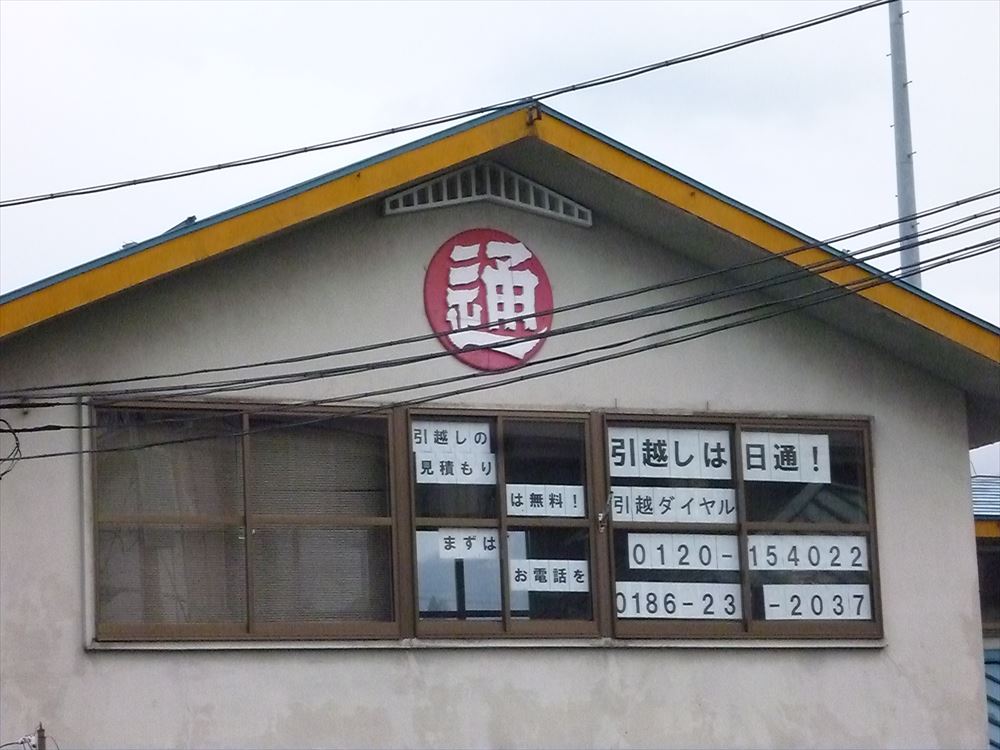 通
引越しの
見積もり
は無料!
まずは
お電話を
引越しは日通!
引越ダイヤル
0120-154022
0186-23-2037